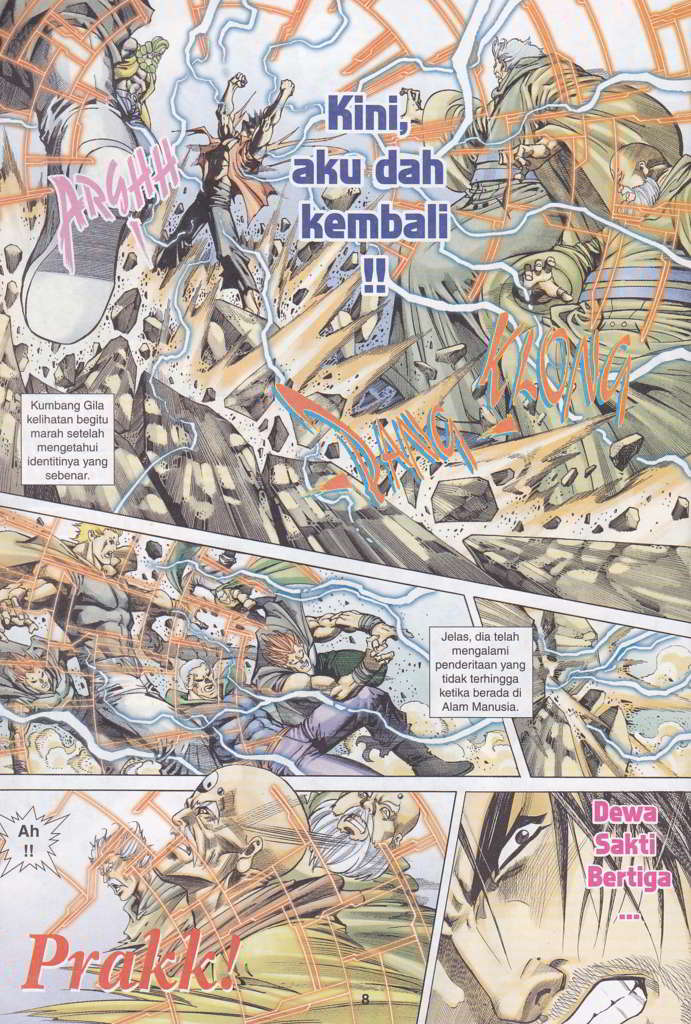 Kini,
aku dah
kembali
!!
ARGHH
!
KLONG
DANG
Kumbang Gila
kelihatan begitu
marah setelah
mengetahui
identitinya yang
sebenar.
Jelas, dia telah
mengalami
penderitaan yang
tidak terhingga
ketika berada di
Alam Manusia.
Ah
!!
Prakk!
Dewa
Sakti
Bertiga
...
8